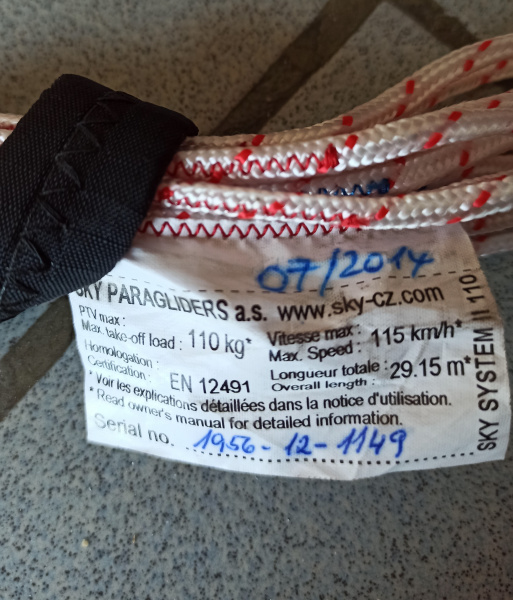 07/2014
SKY PARAGLIDERS a.s. www.sky-cz.com
PTV max :
Max. take-off load : 110 kg*
Vitesse max :
Max. Speed : 115 km/h*
Homologation :
Certification : EN 12491
Longueur totale :
Overall length : 29.15 m*
* Voir les explications détaillées dans la notice d'utilisation.
* Read owner's manual for detailed information.
Serial no. 1956-12-1149
SKY SYSTEM II 110